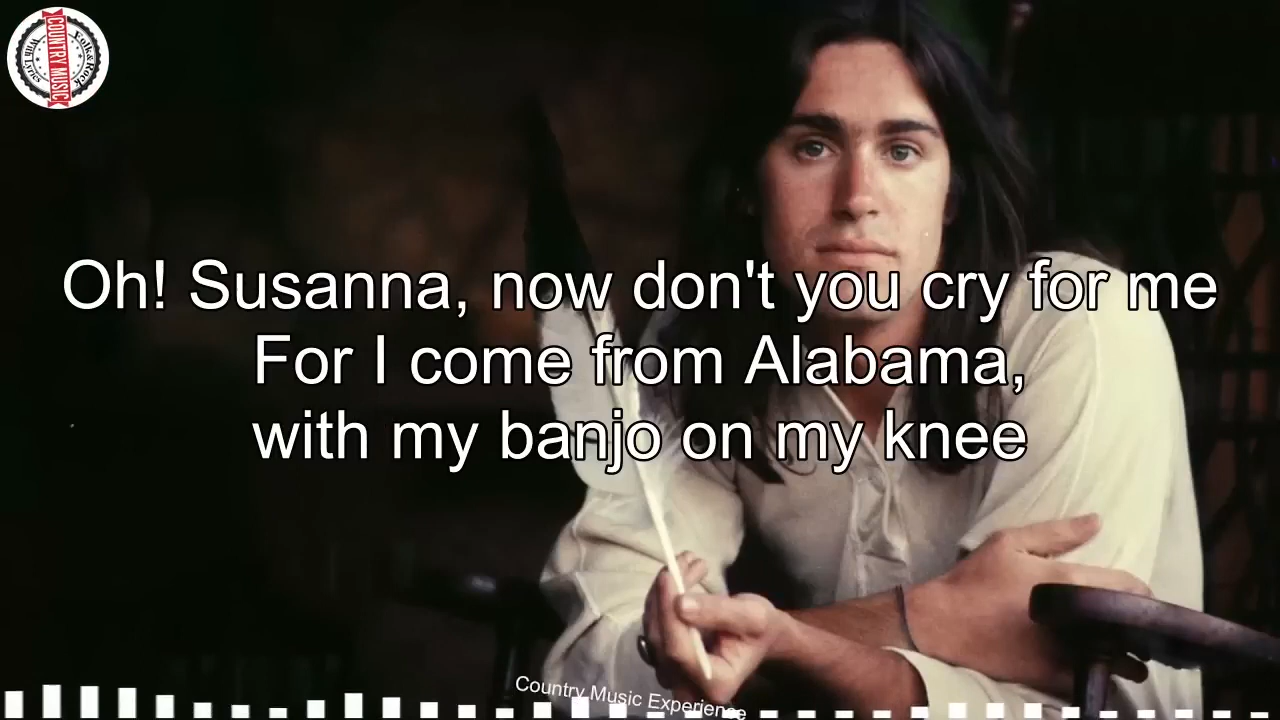 COUNTRY MUSIC
Folk&Rock
With Lyrics
Oh! Susanna, now don't you cry for me
For I come from Alabama,
with my banjo on my knee
Country Music Experience